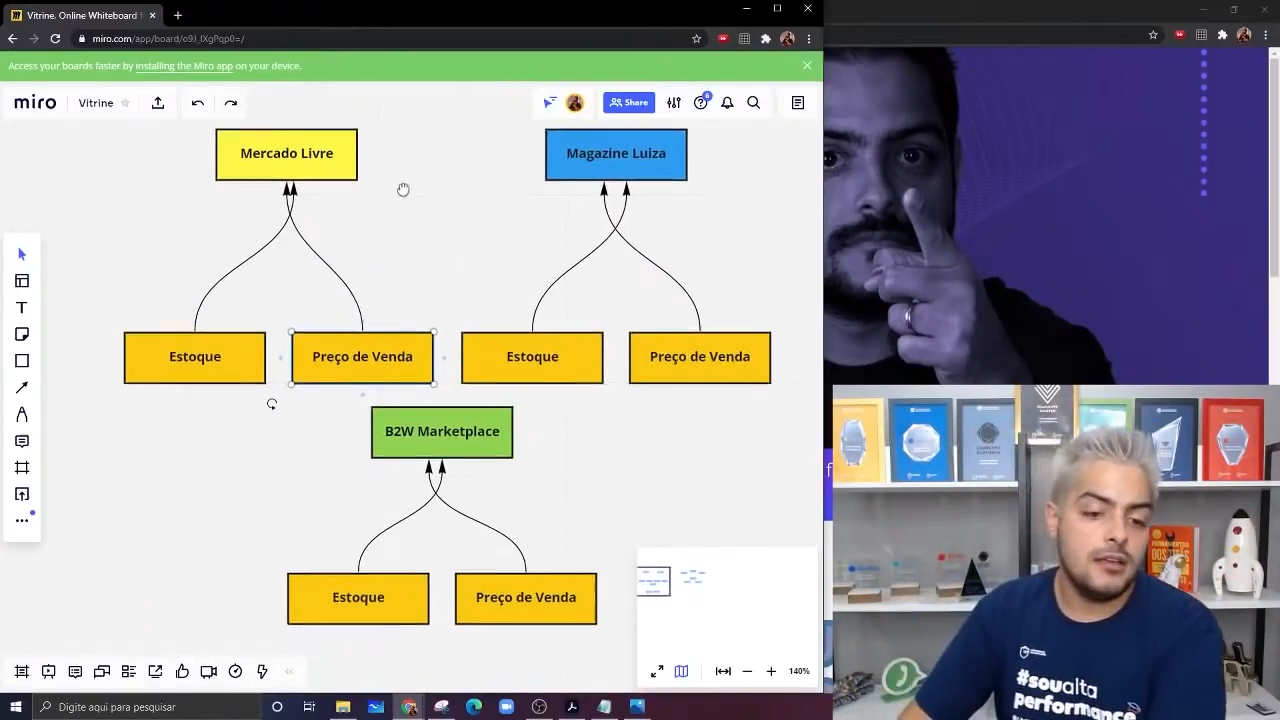 Vitrine. Online Whiteboard
miro.com/app/board/o9J_lXgPqp0=/
Access your boards faster by installing the Miro app on your device.
miro
Vitrine
Share
6
Mercado Livre
Magazine Luiza
Estoque
Preço de Venda
Estoque
Preço de Venda
B2W Marketplace
Estoque
Preço de Venda
140%
Digite aqui para pesquisar
#soualta
performance